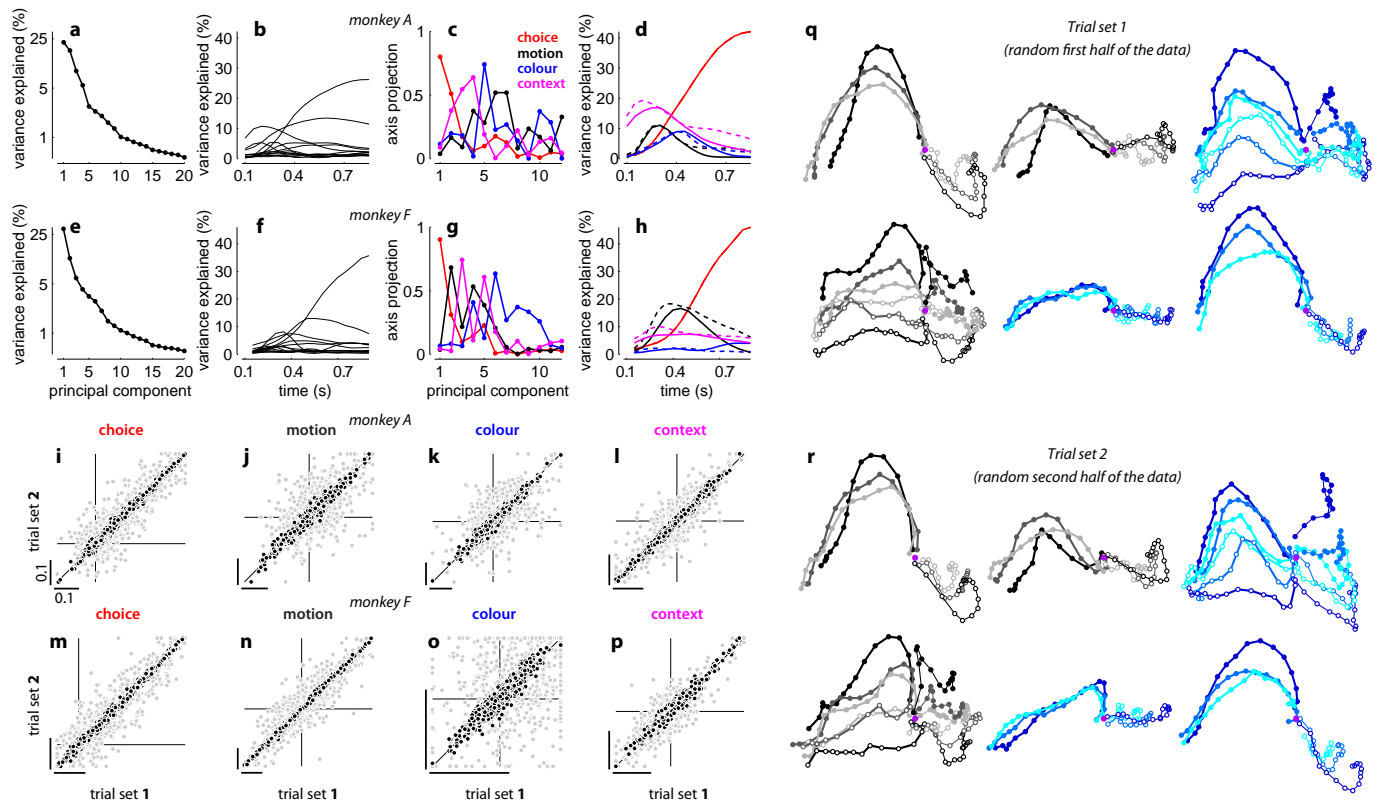 monkey A
a
variance explained (%)
25
5
1
1 5 10 15 20
b
variance explained (%)
40
30
20
10
0
0.1 0.4 0.7
c
choice
motion
colour
context
axis projection
1
0.5
0
1 5 10
d
variance explained (%)
40
30
20
10
0
0.1 0.4 0.7
monkey F
e
variance explained (%)
25
5
1
1 5 10 15 20
principal component
f
variance explained (%)
40
30
20
10
0
0.1 0.4 0.7
time (s)
g
axis projection
1
0.5
0
1 5 10
principal component
h
variance explained (%)
40
30
20
10
0
0.1 0.4 0.7
time (s)
monkey A
choice motion colour context
i j k l
trial set 2
0.1
0.1
monkey F
choice motion colour context
m n o p
trial set 2
trial set 1 trial set 1 trial set 1 trial set 1
q
Trial set 1
(random first half of the data)
r
Trial set 2
(random second half of the data)